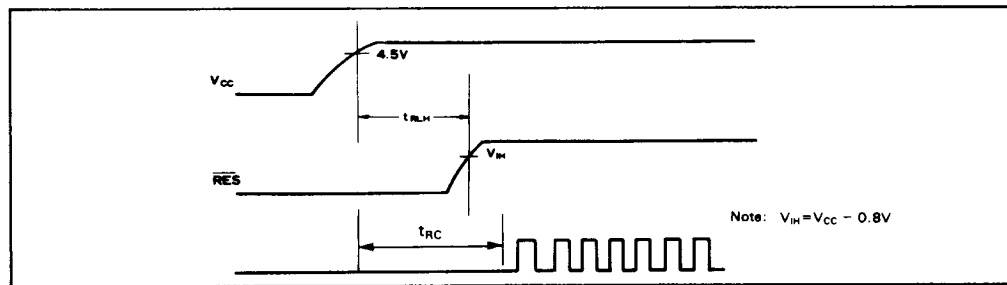 4.5V
VCC
tRLH
VIH
RES
Note: VIH=VCC − 0.8V
tRC